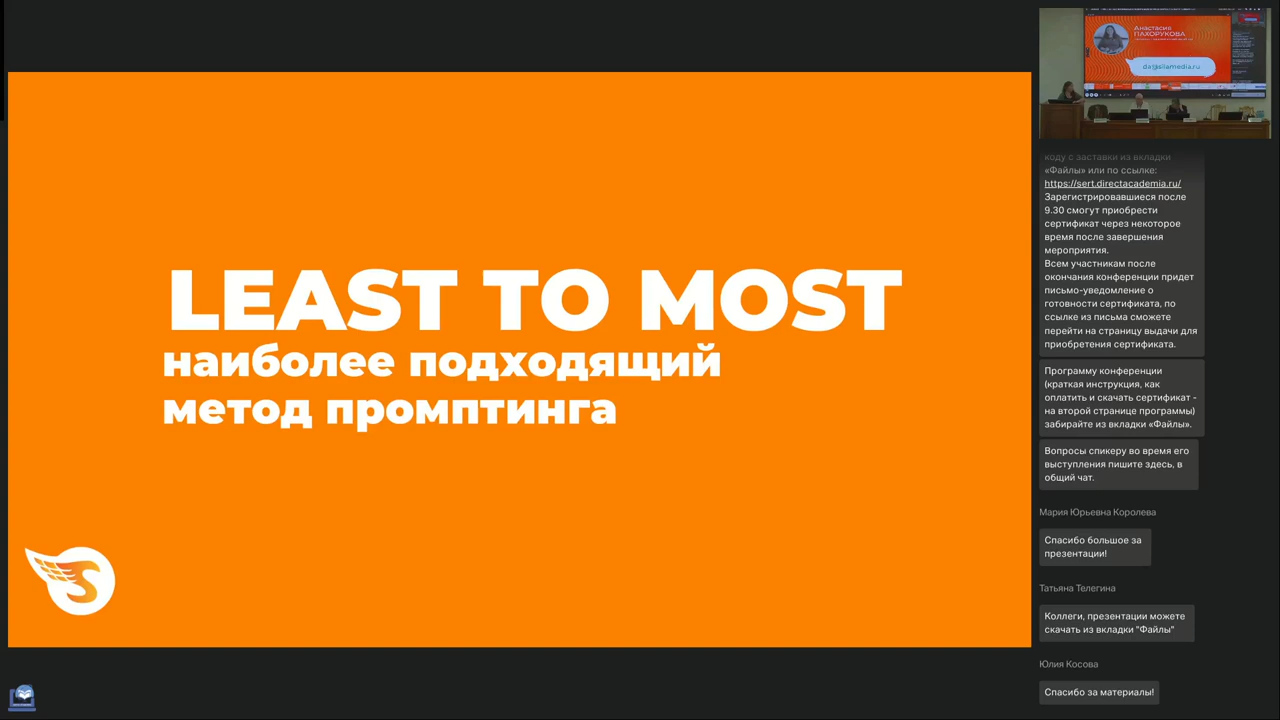 LEAST TO MOST
наиболее подходящий
метод промптинга
Анастасия
ПАХОРУКОВА
коду с заставки из вкладки
«Файлы» или по ссылке:
https://sert.directacademia.ru/
Зарегистрировавшиеся после
9.30 смогут приобрести
сертификат через некоторое
время после завершения
мероприятия.
Всем участникам после
окончания конференции придет
письмо-уведомление о
готовности сертификата, по
ссылке из письма сможете
перейти на страницу выдачи для
приобретения сертификата.
Программу конференции
(краткая инструкция, как
оплатить и скачать сертификат -
на второй странице программы)
забирайте из вкладки «Файлы».
Вопросы спикеру во время его
выступления пишите здесь, в
общий чат.
Мария Юрьевна Королева
Спасибо большое за
презентации!
Татьяна Телегина
Коллеги, презентации можете
скачать из вкладки "Файлы"
Юлия Косова
Спасибо за материалы!